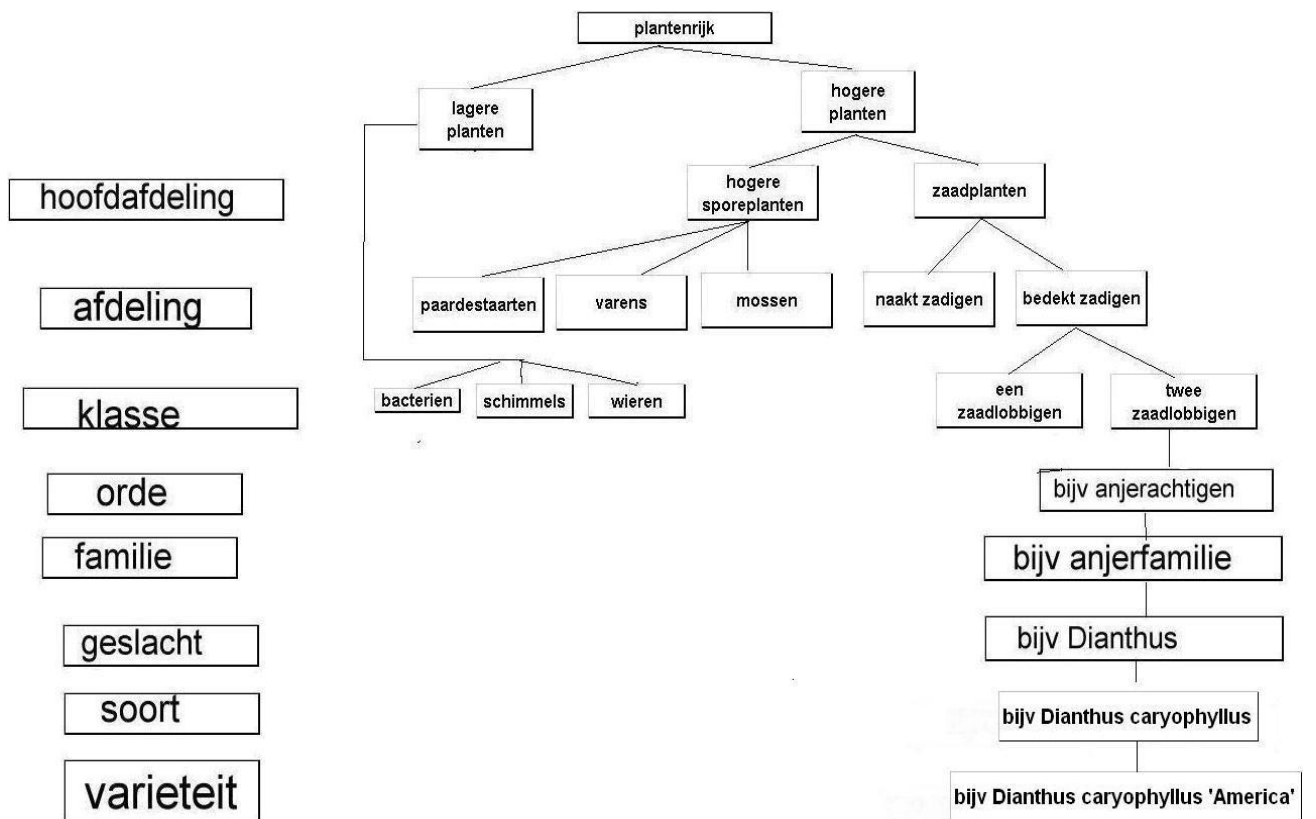 plantenrijk
lagere
planten
hogere
planten
hoofdafdeling
hogere
sporeplanten
zaadplanten
afdeling
paardestaarten
varens
mossen
naakt zadigen
bedekt zadigen
klasse
bacterien
schimmels
wieren
een
zaadlobbigen
twee
zaadlobbigen
orde
bijv anjerachtigen
familie
bijv anjerfamilie
geslacht
bijv Dianthus
soort
bijv Dianthus caryophyllus
varieteit
bijv Dianthus caryophyllus 'America'